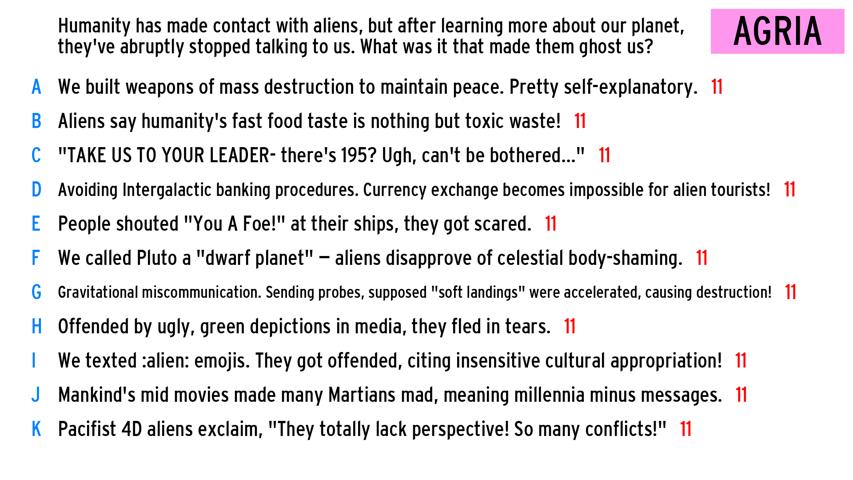 Humanity has made contact with aliens, but after learning more about our planet,
they've abruptly stopped talking to us. What was it that made them ghost us?
AGRIA
A We built weapons of mass destruction to maintain peace. Pretty self-explanatory. 11
B Aliens say humanity's fast food taste is nothing but toxic waste! 11
C "TAKE US TO YOUR LEADER- there's 195? Ugh, can't be bothered..." 11
D Avoiding Intergalactic banking procedures. Currency exchange becomes impossible for alien tourists! 11
E People shouted "You A Foe!" at their ships, they got scared. 11
F We called Pluto a "dwarf planet" – aliens disapprove of celestial body-shaming. 11
G Gravitational miscommunication. Sending probes, supposed "soft landings" were accelerated, causing destruction! 11
H Offended by ugly, green depictions in media, they fled in tears. 11
I We texted :alien: emojis. They got offended, citing insensitive cultural appropriation! 11
J Mankind's mid movies made many Martians mad, meaning millennia minus messages. 11
K Pacifist 4D aliens exclaim, "They totally lack perspective! So many conflicts!" 11